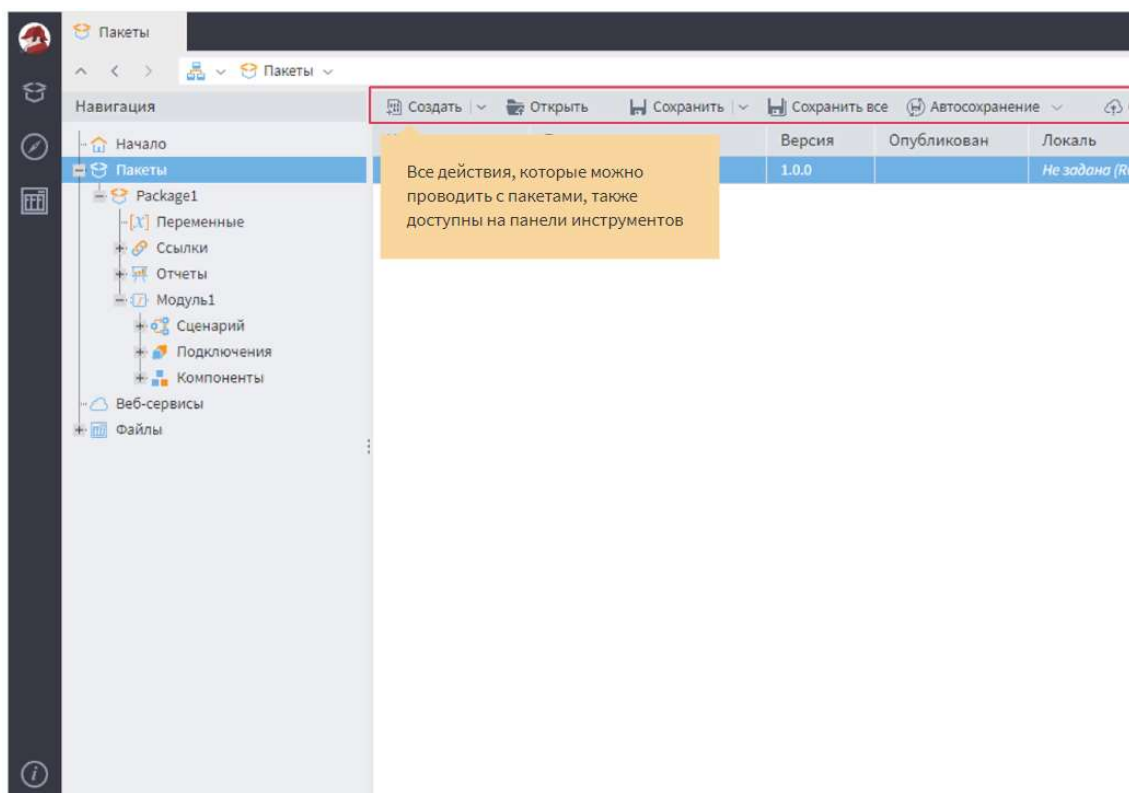 Пакеты
Пакеты
Навигация
Создать Открыть Сохранить Сохранить все Автосохранение
Версия Опубликован Локаль
Начало
Пакеты
1.0.0 Не задана
Все действия, которые можно
проводить с пакетами, также
доступны на панели инструментов
Package1
[X] Переменные
Ссылки
Отчеты
Модуль1
Сценарий
Подключения
Компоненты
Веб-сервисы
Файлы